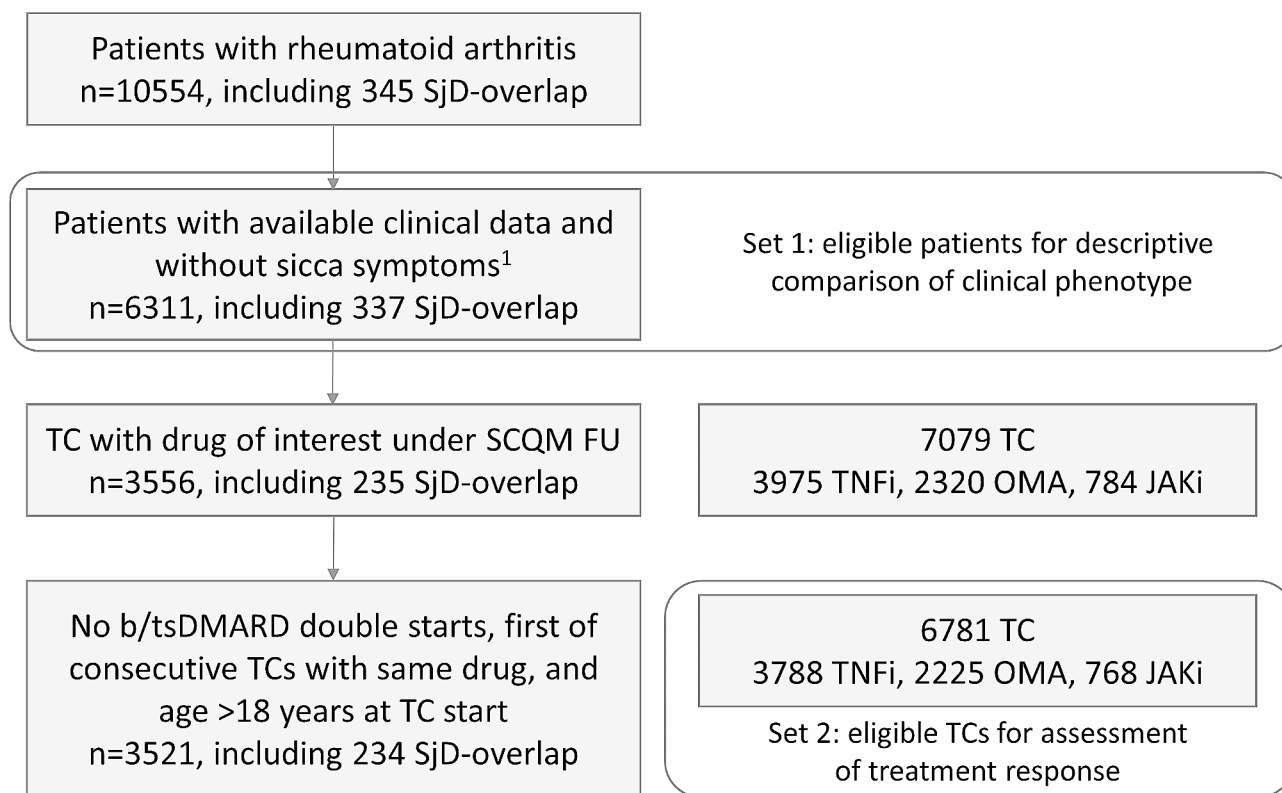 Patients with rheumatoid arthritis
n=10554, including 345 SjD-overlap
Patients with available clinical data and
without sicca symptoms¹
n=6311, including 337 SjD-overlap
Set 1: eligible patients for descriptive
comparison of clinical phenotype
TC with drug of interest under SCQM FU
n=3556, including 235 SjD-overlap
7079 TC
3975 TNFi, 2320 OMA, 784 JAKi
No b/tsDMARD double starts, first of
consecutive TCs with same drug, and
age >18 years at TC start
n=3521, including 234 SjD-overlap
6781 TC
3788 TNFi, 2225 OMA, 768 JAKi
Set 2: eligible TCs for assessment
of treatment response